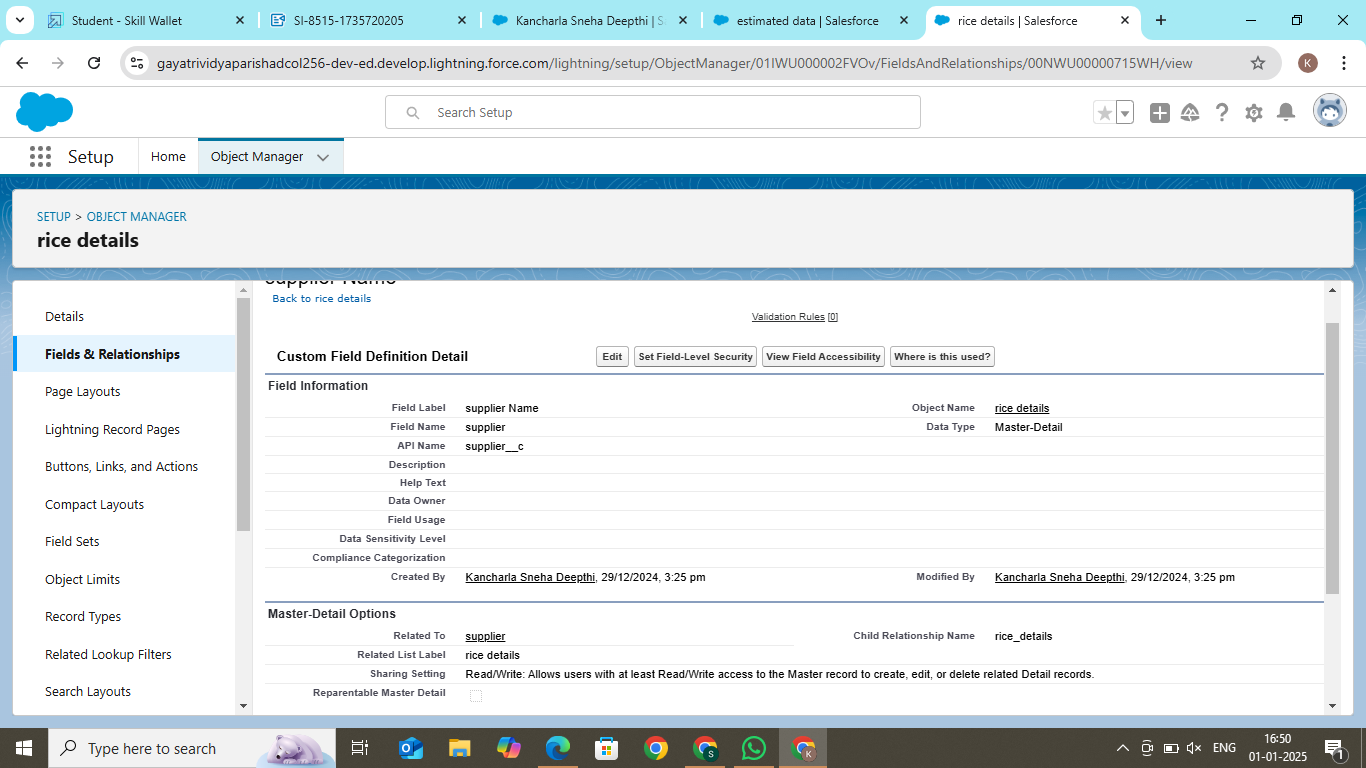 Student - Skill Wallet
SI-8515-1735720205
Kancharla Sneha Deepthi | S
estimated data | Salesforce
rice details | Salesforce
gayatrividyaparishadcol256-dev-ed.develop.lightning.force.com/lightning/setup/ObjectManager/01IWU000002FVOv/FieldsAndRelationships/00NWU00000715WH/view
K
Search Setup
Setup
Home
Object Manager
SETUP > OBJECT MANAGER
rice details
Details
Fields & Relationships
Page Layouts
Lightning Record Pages
Buttons, Links, and Actions
Compact Layouts
Field Sets
Object Limits
Record Types
Related Lookup Filters
Search Layouts
supplier Name
Back to rice details
Validation Rules [0]
Custom Field Definition Detail
Edit
Set Field-Level Security
View Field Accessibility
Where is this used?
Field Information
Field Label supplier Name Object Name rice details
Field Name supplier Data Type Master-Detail
API Name supplier__c
Description
Help Text
Data Owner
Field Usage
Data Sensitivity Level
Compliance Categorization
Created By Kancharla Sneha Deepthi, 29/12/2024, 3:25 pm Modified By Kancharla Sneha Deepthi, 29/12/2024, 3:25 pm
Master-Detail Options
Related To supplier Child Relationship Name rice_details
Related List Label rice details
Sharing Setting Read/Write: Allows users with at least Read/Write access to the Master record to create, edit, or delete related Detail records.
Reparentable Master Detail
Type here to search
S
K
ENG
16:50
01-01-2025
1